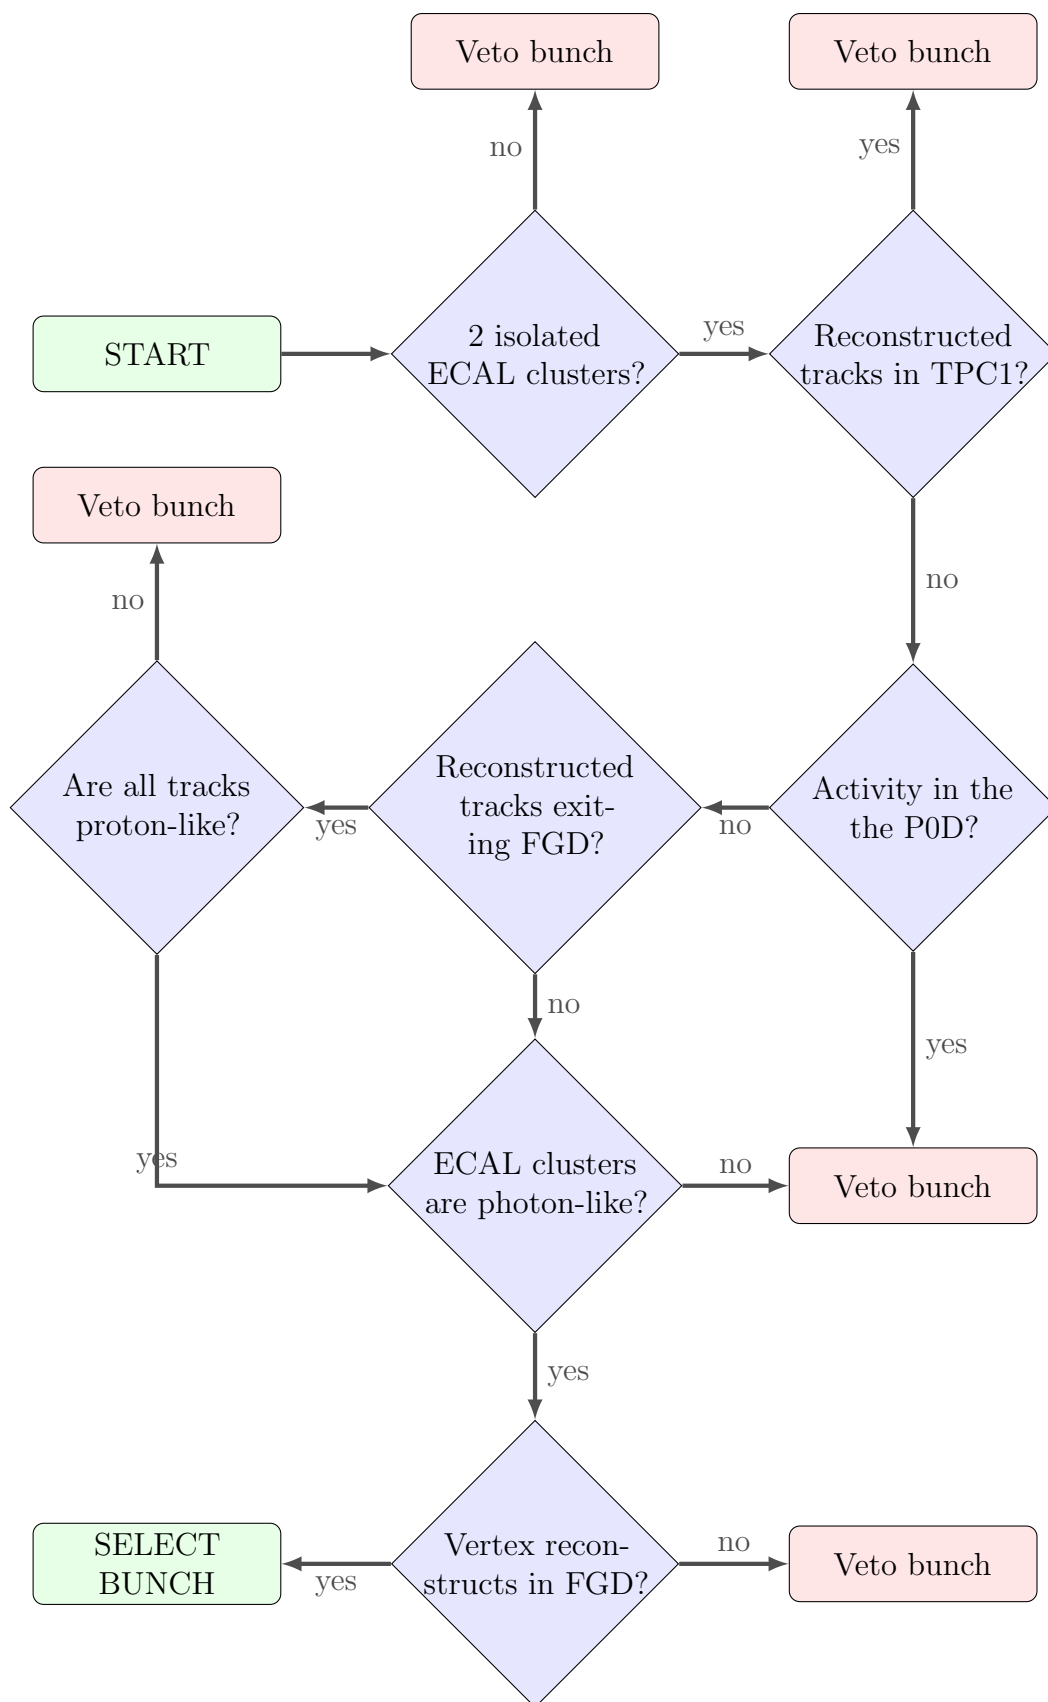 Veto bunch
Veto bunch
no
yes
START
2 isolated
ECAL clusters?
yes
Reconstructed
tracks in TPC1?
Veto bunch
no
no
Are all tracks
proton-like?
yes
Reconstructed
tracks exit-
ing FGD?
no
Activity in the
the P0D?
no
yes
yes
ECAL clusters
are photon-like?
no
Veto bunch
yes
SELECT
BUNCH
yes
Vertex recon-
structs in FGD?
no
Veto bunch